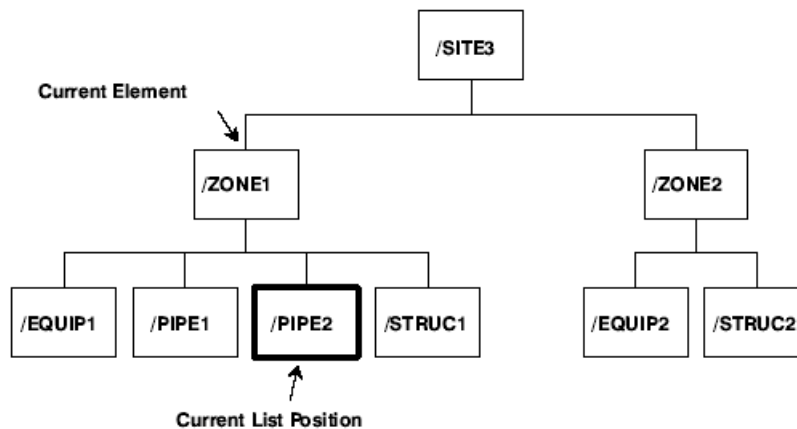 /SITE3
Current Element
/ZONE1
/ZONE2
/EQUIP1
/PIPE1
/PIPE2
/STRUC1
/EQUIP2
/STRUC2
Current List Position